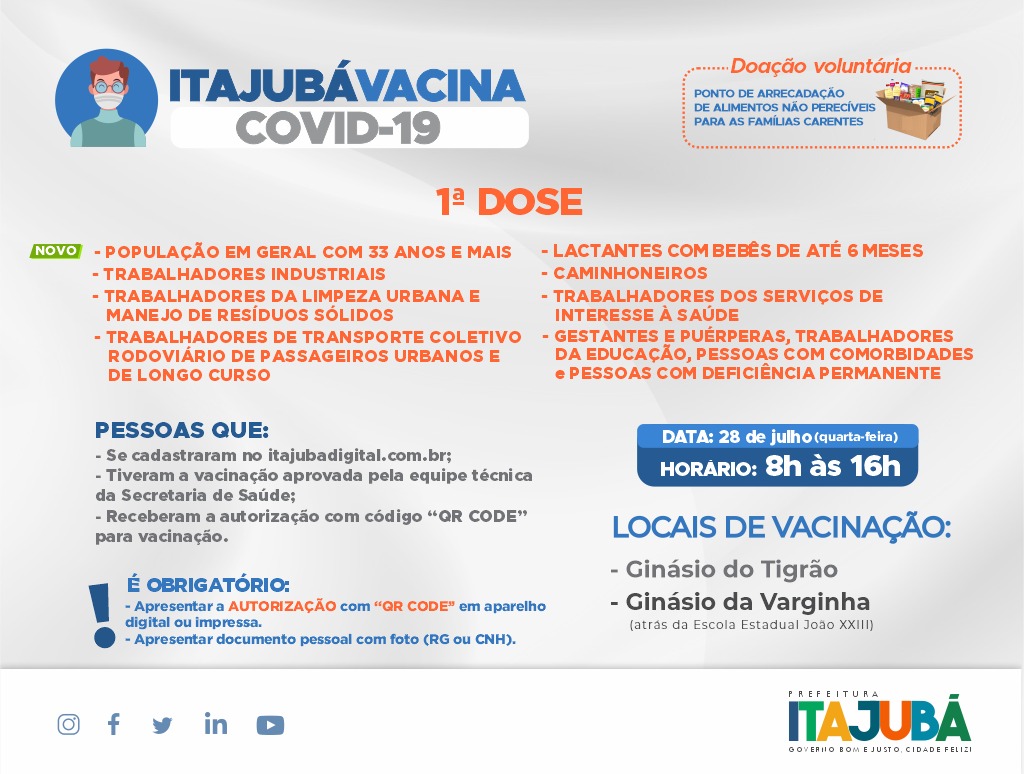 ITAJUBÁVACINA
COVID-19
Doação voluntária
PONTO DE ARRECADAÇÃO
DE ALIMENTOS NÃO PERECÍVEIS
PARA AS FAMÍLIAS CARENTES
1ª DOSE
NOVO
- POPULAÇÃO EM GERAL COM 33 ANOS E MAIS
- TRABALHADORES INDUSTRIAIS
- TRABALHADORES DA LIMPEZA URBANA E
MANEJO DE RESÍDUOS SÓLIDOS
- TRABALHADORES DE TRANSPORTE COLETIVO
RODOVIÁRIO DE PASSAGEIROS URBANOS E
DE LONGO CURSO
- LACTANTES COM BEBÊS DE ATÉ 6 MESES
- CAMINHONEIROS
- TRABALHADORES DOS SERVIÇOS DE
INTERESSE À SAÚDE
- GESTANTES E PUÉRPERAS, TRABALHADORES
DA EDUCAÇÃO, PESSOAS COM COMORBIDADES
e PESSOAS COM DEFICIÊNCIA PERMANENTE
PESSOAS QUE:
- Se cadastraram no itajubadigital.com.br;
- Tiveram a vacinação aprovada pela equipe técnica
da Secretaria de Saúde;
- Receberam a autorização com código “QR CODE”
para vacinação.
! É OBRIGATÓRIO:
- Apresentar a AUTORIZAÇÃO com “QR CODE” em aparelho
digital ou impressa.
- Apresentar documento pessoal com foto (RG ou CNH).
DATA: 28 de julho (quarta-feira)
HORÁRIO: 8h às 16h
LOCAIS DE VACINAÇÃO:
- Ginásio do Tigrão
- Ginásio da Varginha
(atrás da Escola Estadual João XXIII)
PREFEITURA
ITAJUBÁ
GOVERNO BOM E JUSTO, CIDADE FELIZ!